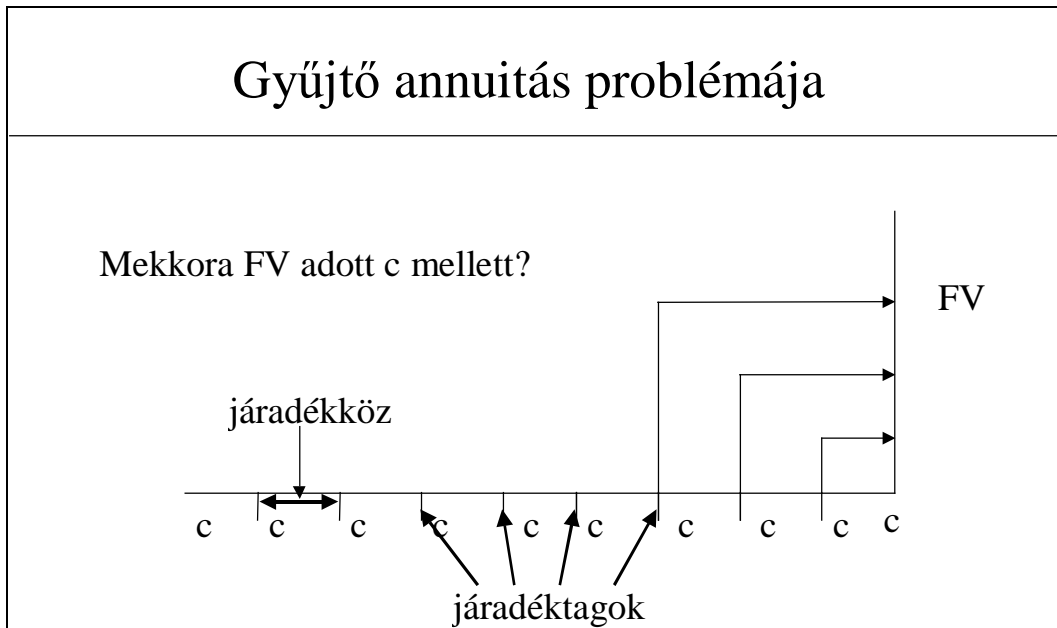 Gyűjtő annuitás problémája
Mekkora FV adott c mellett?
FV
járadékköz
c c c c c c c c c c
járadéktagok